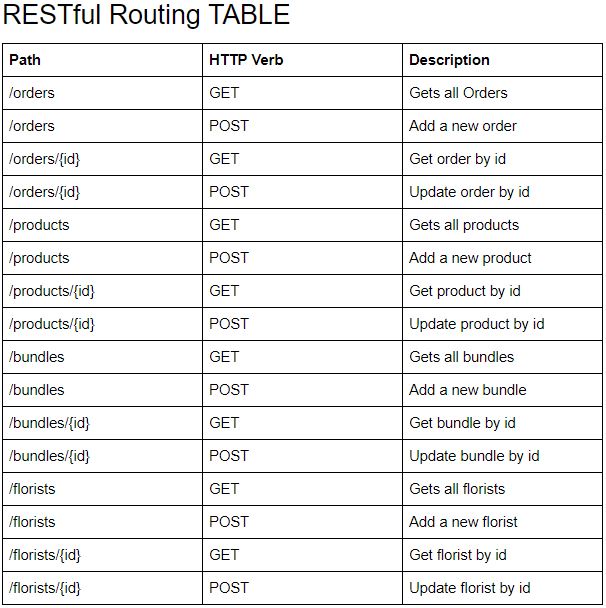 RESTful Routing TABLE
Path HTTP Verb Description
/orders GET Gets all Orders
/orders POST Add a new order
/orders/{id} GET Get order by id
/orders/{id} POST Update order by id
/products GET Gets all products
/products POST Add a new product
/products/{id} GET Get product by id
/products/{id} POST Update product by id
/bundles GET Gets all bundles
/bundles POST Add a new bundle
/bundles/{id} GET Get bundle by id
/bundles/{id} POST Update bundle by id
/florists GET Gets all florists
/florists POST Add a new florist
/florists/{id} GET Get florist by id
/florists/{id} POST Update florist by id